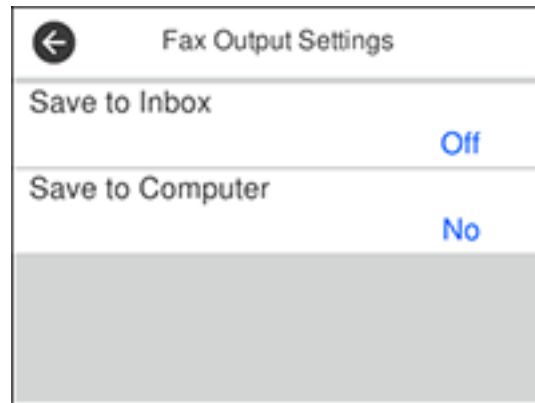 Fax Output Settings
Save to Inbox
Off
Save to Computer
No